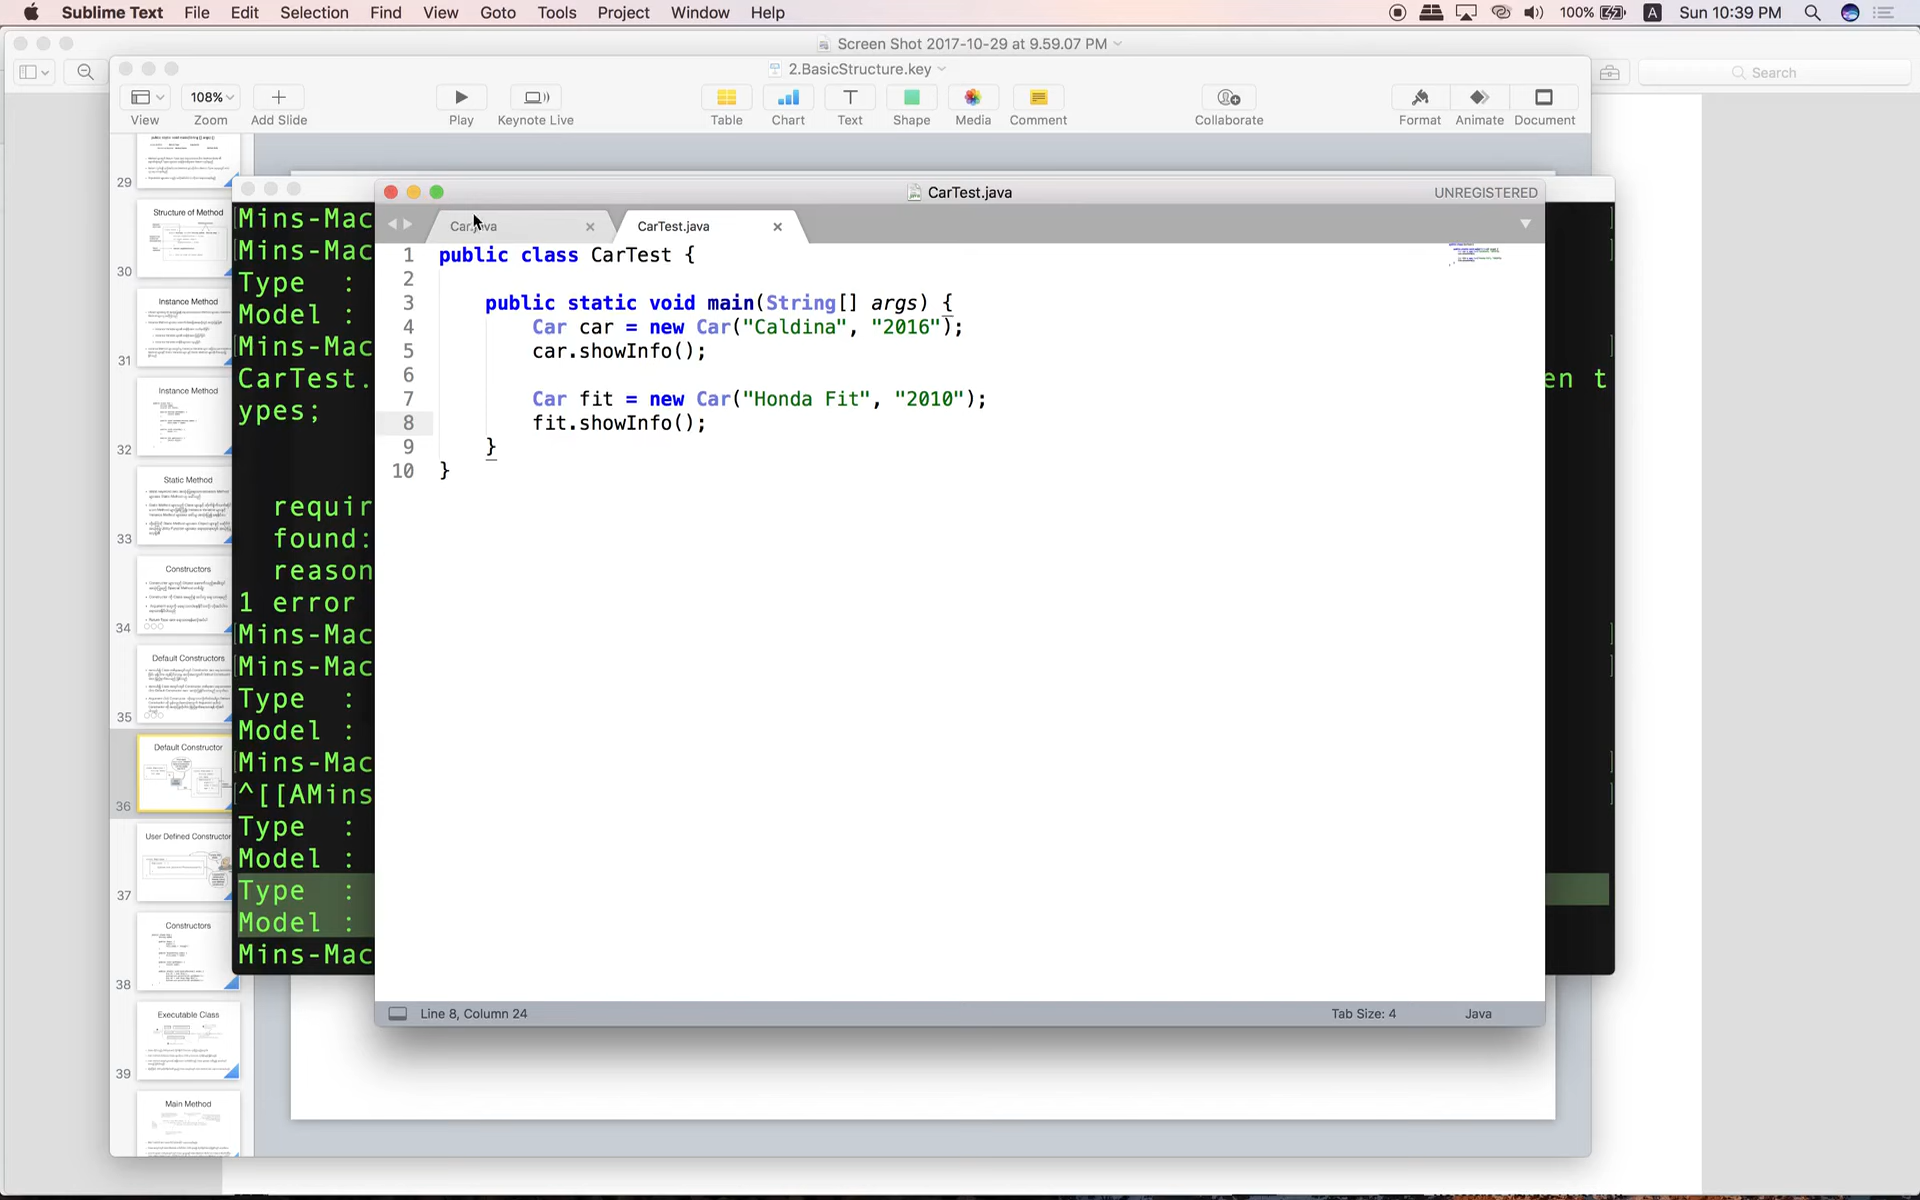 Sublime Text File Edit Selection Find View Goto Tools Project Window Help 100% A Sun 10:39 PM
Screen Shot 2017-10-29 at 9.59.07 PM
Search
2.BasicStructure.key
108%
View Zoom Add Slide Play Keynote Live Table Chart Text Shape Media Comment Collaborate Format Animate Document
29
Structure of Method
30
Instance Method
31
Instance Method
32
Static Method
33
Constructors
34
Default Constructors
35
Default Constructor
36
User Defined Constructor
37
Constructors
38
Executable Class
39
Main Method
Mins-Mac
Mins-Mac
Type :
Model :
Mins-Mac
CarTest. en t
ypes;
requir
found:
reason
1 error
Mins-Mac
Mins-Mac
Type :
Model :
Mins-Mac
^[[AMins
Type :
Model :
Type :
Model :
Mins-Mac
CarTest.java
UNREGISTERED
CarTest.java
1 public class CarTest {
2
3 public static void main(String[] args) {
4 Car car = new Car("Caldina", "2016");
5 car.showInfo();
6
7 Car fit = new Car("Honda Fit", "2010");
8 fit.showInfo();
9 }
10 }
Line 8, Column 24 Tab Size: 4 Java